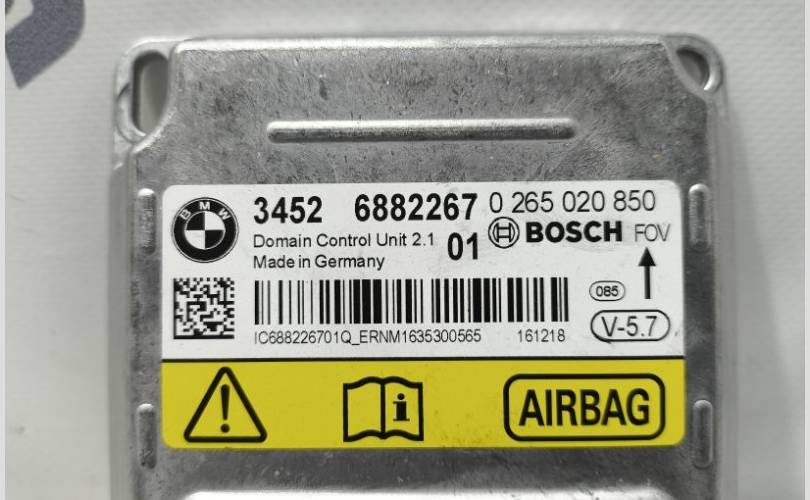 BMW
3452 6882267 0 265 020 850
Domain Control Unit 2.1 01 BOSCH FOV
Made in Germany
085
V-5.7
IC688226701Q_ERNM1635300565 161218
AIRBAG